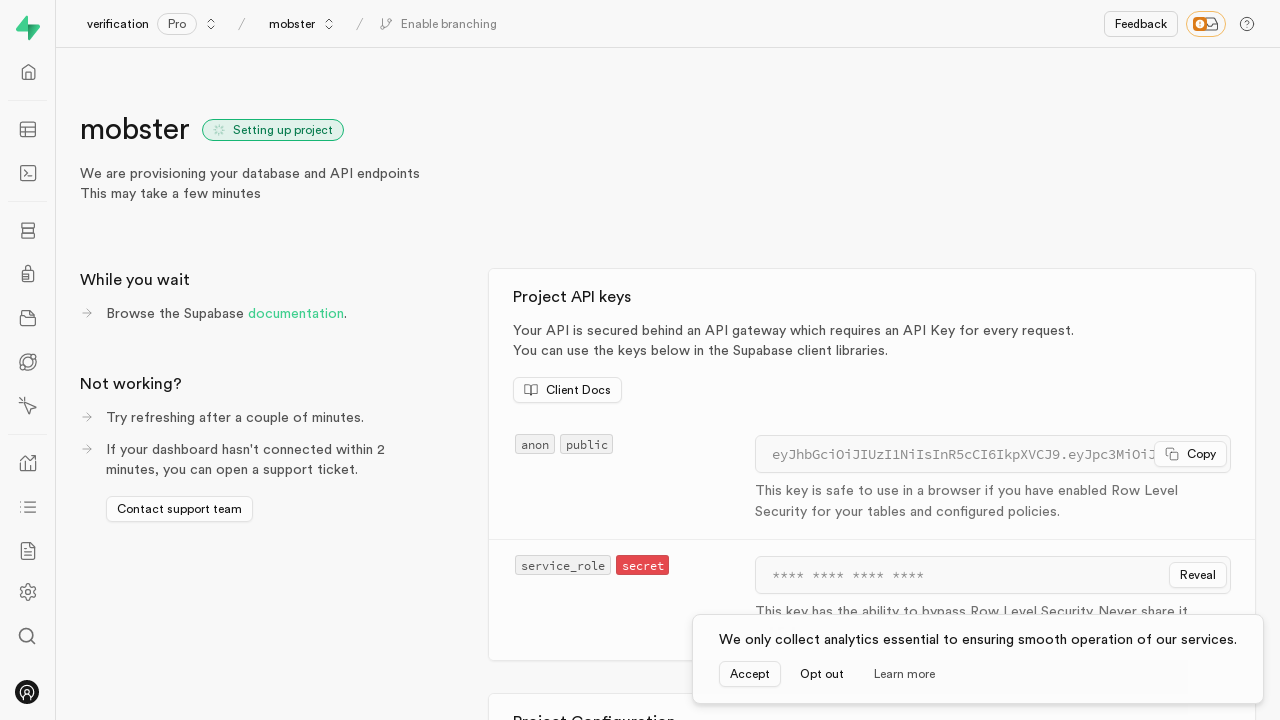 verification Pro / mobster / Enable branching Feedback
mobster Setting up project
We are provisioning your database and API endpoints
This may take a few minutes
While you wait
Browse the Supabase documentation.
Not working?
Try refreshing after a couple of minutes.
If your dashboard hasn't connected within 2
minutes, you can open a support ticket.
Contact support team
Project API keys
Your API is secured behind an API gateway which requires an API Key for every request.
You can use the keys below in the Supabase client libraries.
Client Docs
anon public
eyJhbGciOiJIUzI1NiIsInR5cCI6IkpXVCJ9.eyJpc3MiOiJ Copy
This key is safe to use in a browser if you have enabled Row Level
Security for your tables and configured policies.
service_role secret
**** **** **** **** Reveal
This key has the ability to bypass Row Level Security. Never share it
We only collect analytics essential to ensuring smooth operation of our services.
Accept Opt out Learn more
Project Configuration